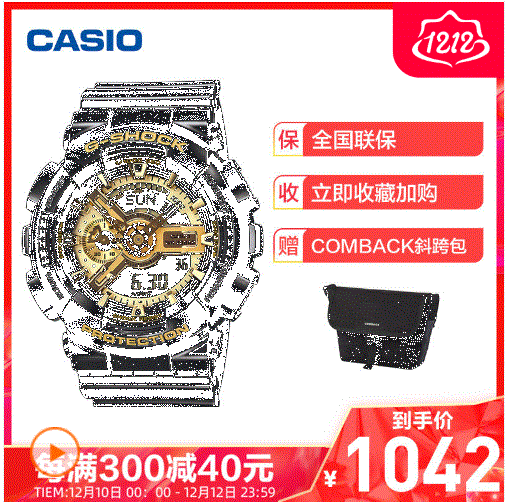 CASIO
1212
G-SHOCK
SUN
36
6:30
PROTECTION
保 全国联保
收 立即收藏加购
赠 COMBACK斜跨包
到手价
¥1042
每满300减40元
TIEM:12月10日 00：00 - 12月12日 23:59